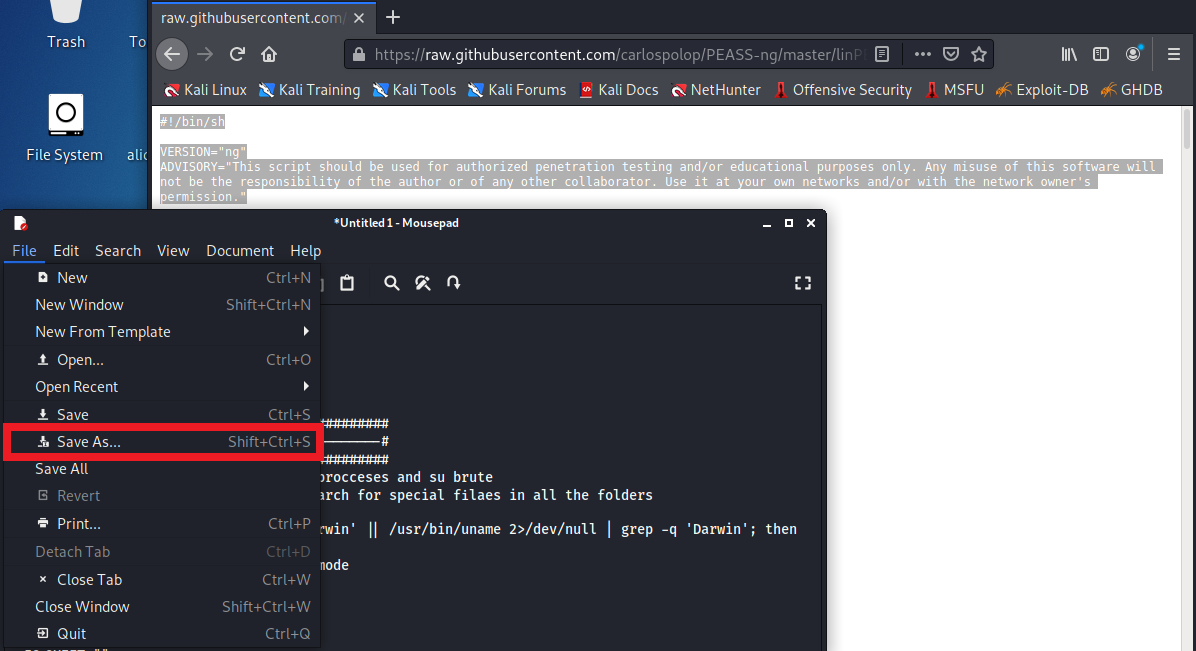 raw.githubusercontent.com/
Trash
To
https://raw.githubusercontent.com/carlospolop/PEASS-ng/master/linP
Kali Linux Kali Training Kali Tools Kali Forums Kali Docs NetHunter Offensive Security MSFU Exploit-DB GHDB
File System
alic
#!/bin/sh
VERSION="ng"
ADVISORY="This script should be used for authorized penetration testing and/or educational purposes only. Any misuse of this software will
not be the responsibility of the author or of any other collaborator. Use it at your own networks and/or with the network owner's
permission."
*Untitled 1 - Mousepad
File Edit Search View Document Help
New Ctrl+N
New Window Shift+Ctrl+N
New From Template
Open... Ctrl+O
Open Recent
Save Ctrl+S
Save As... Shift+Ctrl+S
Save All
Revert
Print... Ctrl+P
Detach Tab Ctrl+D
Close Tab Ctrl+W
Close Window Shift+Ctrl+W
Quit Ctrl+Q
#########
-------#
#########
procceses and su brute
arch for special filaes in all the folders
rwin' || /usr/bin/uname 2>/dev/null | grep -q 'Darwin'; then
mode